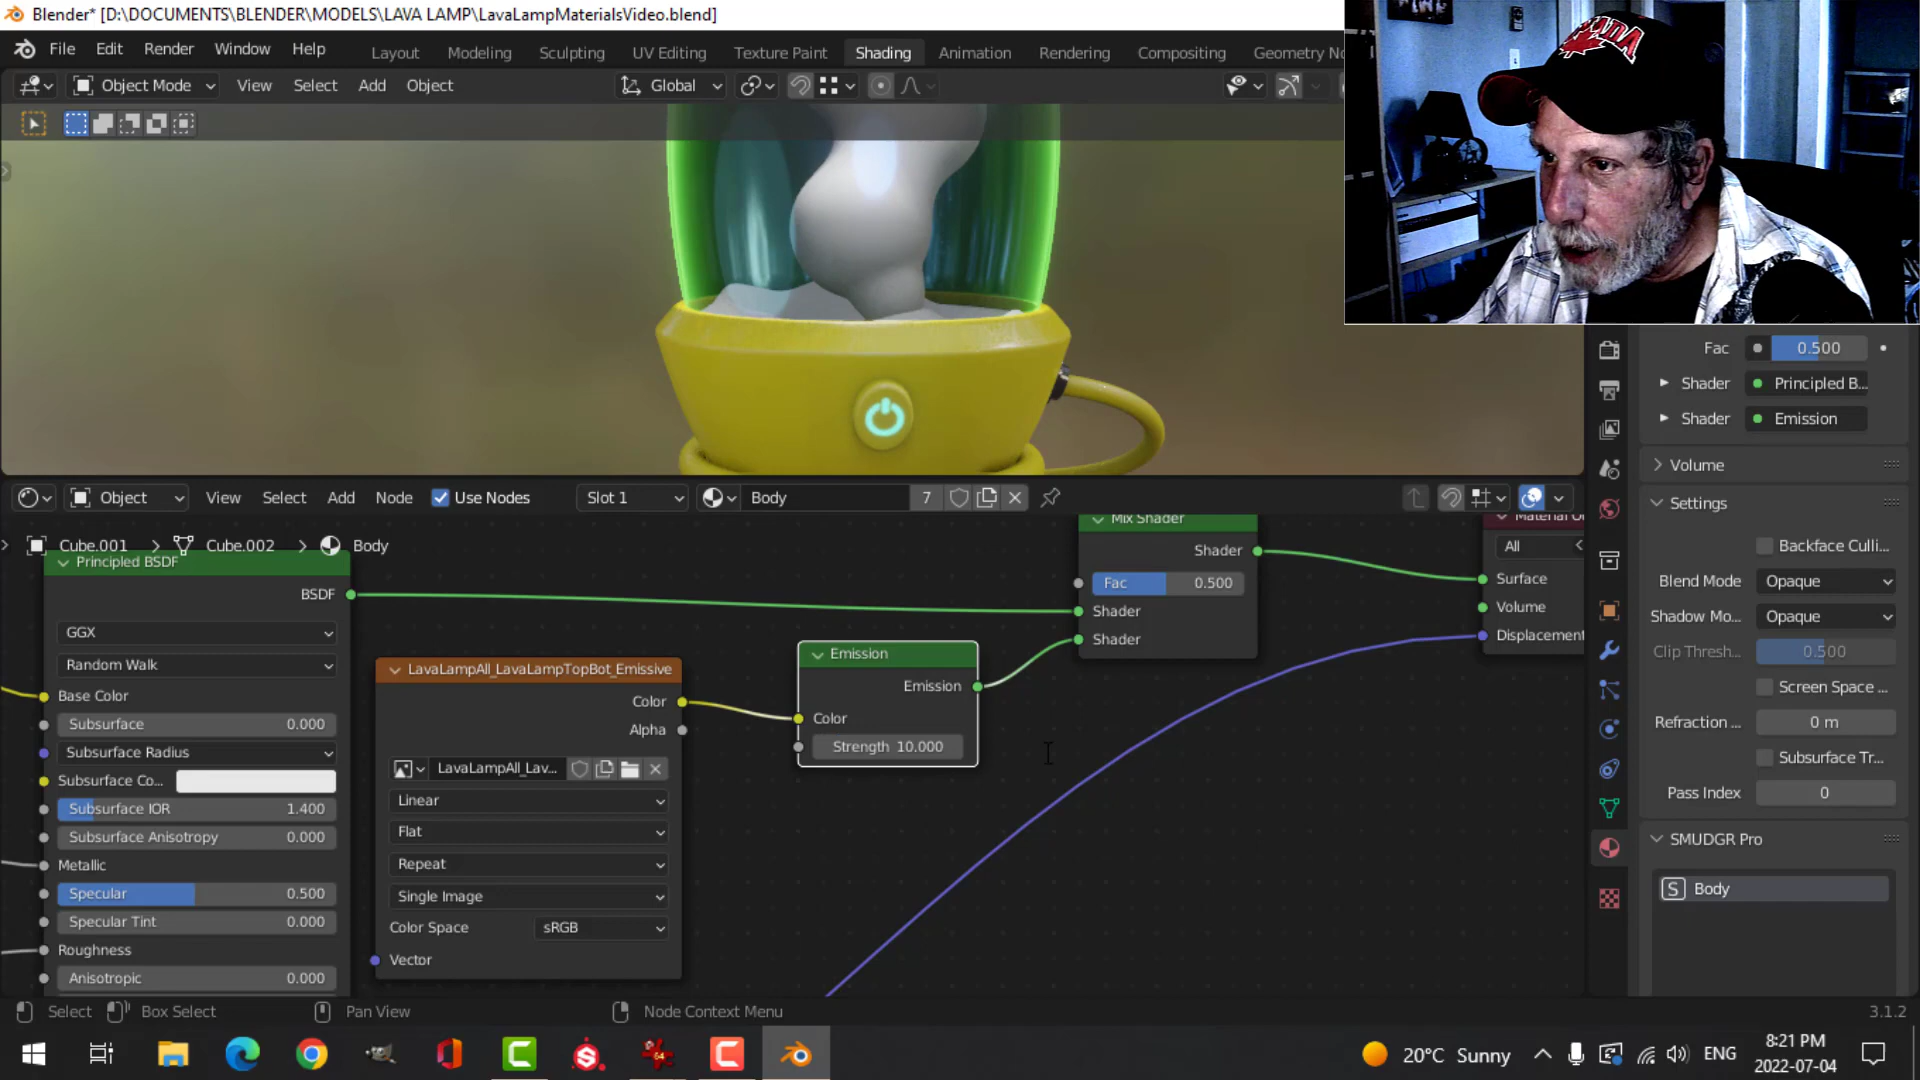 Blender* [D:\DOCUMENTS\BLENDER\MODELS\LAVA LAMP\LavaLampMaterialsVideo.blend]
File Edit Render Window Help Layout Modeling Sculpting UV Editing Texture Paint Shading Animation Rendering Compositing Geometry No
Object Mode View Select Add Object Global
Object View Select Add Node Use Nodes Slot 1 Body 7
Cube.001 > Cube.002 > Body
Principled BSDF
BSDF
GGX
Random Walk
Base Color
Subsurface 0.000
Subsurface Radius
Subsurface Co...
Subsurface IOR 1.400
Subsurface Anisotropy 0.000
Metallic
Specular 0.500
Specular Tint 0.000
Roughness
Anisotropic 0.000
LavaLampAll_LavaLampTopBot_Emissive
Color
Alpha
LavaLampAll_Lav...
Linear
Flat
Repeat
Single Image
Color Space sRGB
Vector
Emission
Emission
Color
Strength 10.000
Mix Shader
Shader
Fac 0.500
Shader
Shader
All
Surface
Volume
Displacement
Fac 0.500
Shader Principled B...
Shader Emission
Volume
Settings
Backface Culli...
Blend Mode Opaque
Shadow Mo... Opaque
Clip Thresh... 0.500
Screen Space ...
Refraction ... 0 m
Subsurface Tr...
Pass Index 0
SMUDGR Pro
S Body
Select Box Select Pan View Node Context Menu 3.1.2
20°C Sunny ENG 8:21 PM
2022-07-04